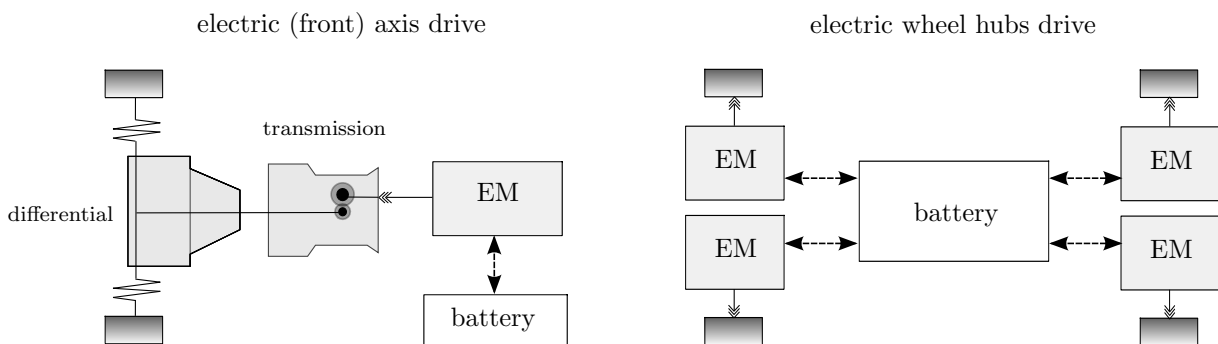 electric (front) axis drive
transmission
EM
differential
battery
electric wheel hubs drive
EM
EM
battery
EM
EM